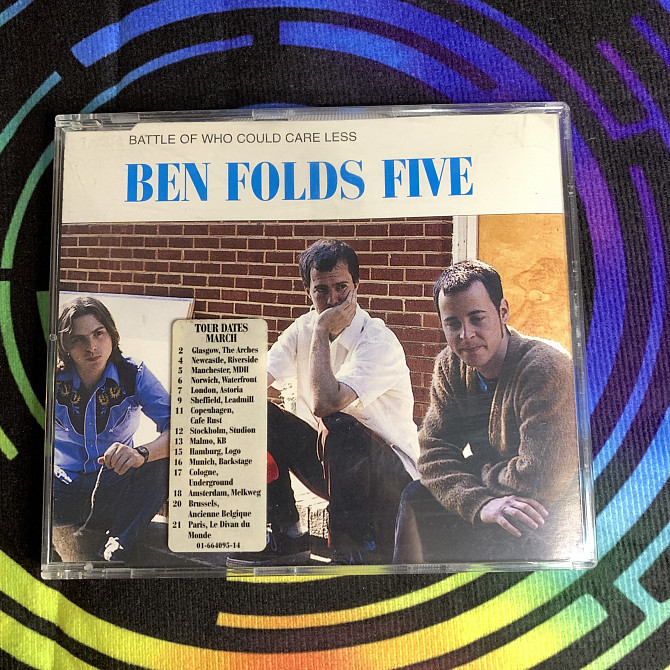 BATTLE OF WHO COULD CARE LESS
BEN FOLDS FIVE
TOUR DATES
MARCH
2 Glasgow, The Arches
4 Newcastle, Riverside
5 Manchester, MDH
6 Norwich, Waterfront
7 London, Astoria
9 Sheffield, Leadmill
11 Copenhagen,
Cafe Rust
12 Stockholm, Studion
13 Malmo, KB
15 Hamburg, Logo
16 Munich, Backstage
17 Cologne,
Underground
18 Amsterdam, Melkweg
20 Brussels,
Ancienne Belgique
21 Paris, Le Divan du
Monde
01-664095-14